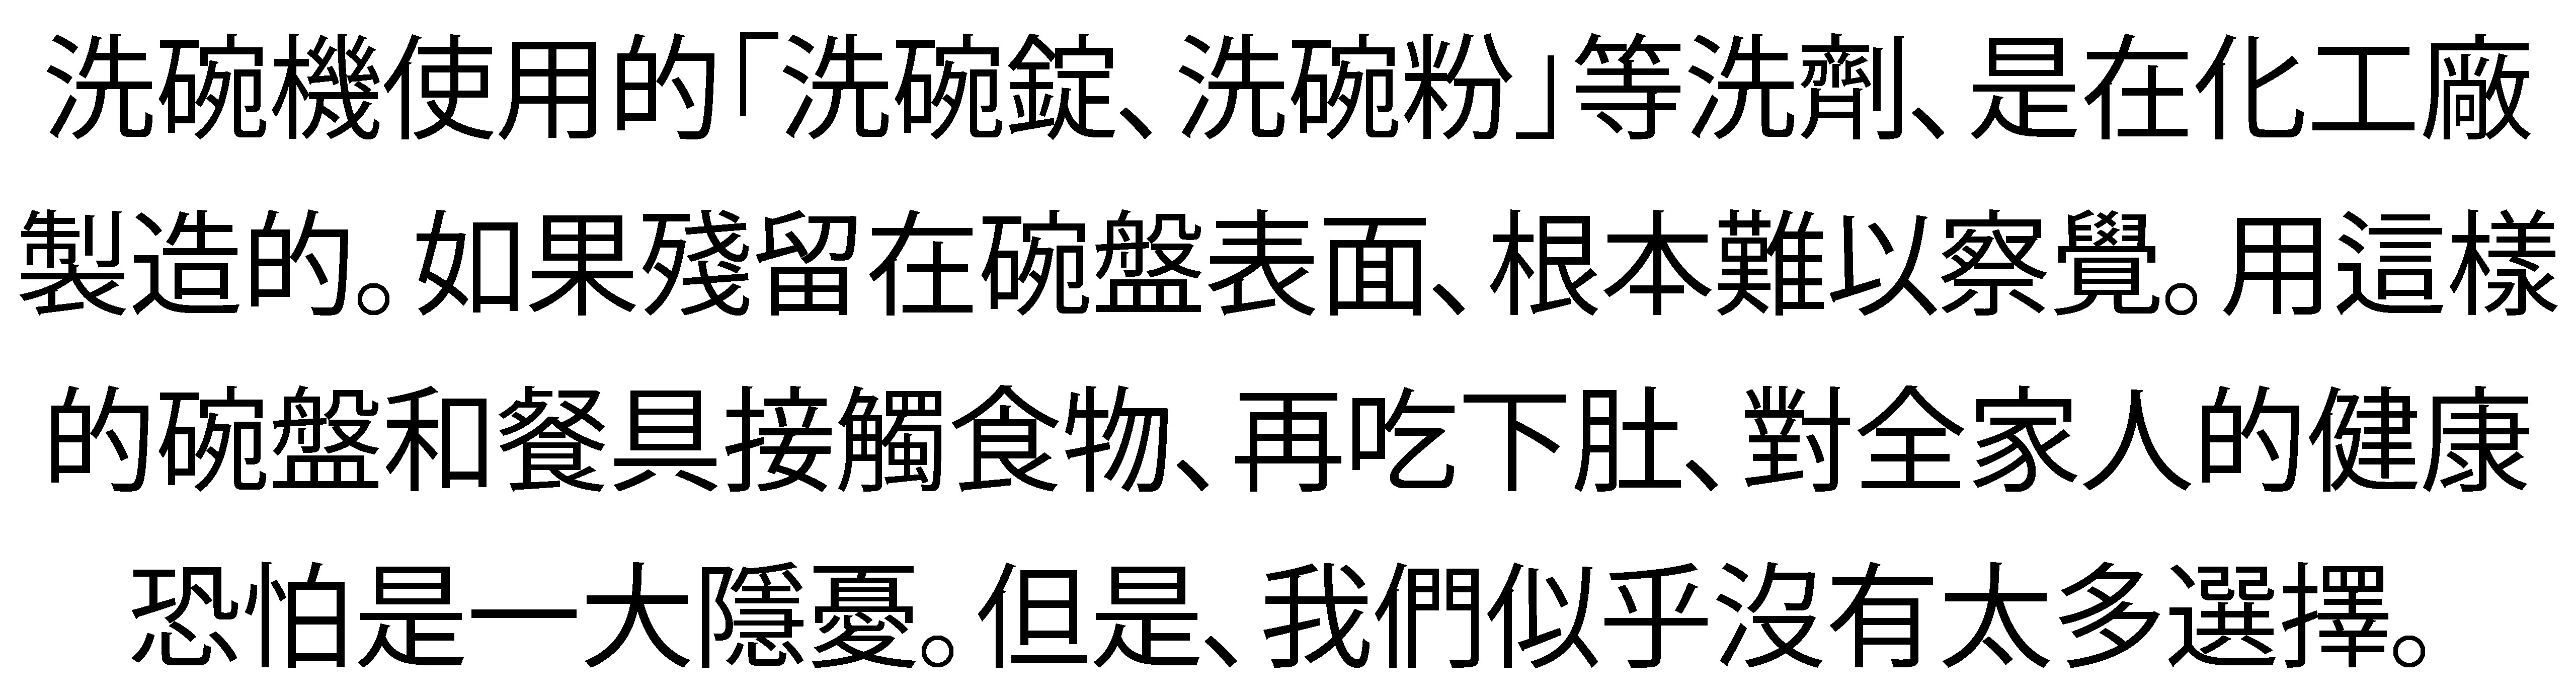 洗碗機使用的「洗碗錠、洗碗粉」等洗劑、是在化工廠
製造的。如果殘留在碗盤表面、根本難以察覺。用這樣
的碗盤和餐具接觸食物、再吃下肚、對全家人的健康
恐怕是一大隱憂。但是、我們似乎沒有太多選擇。